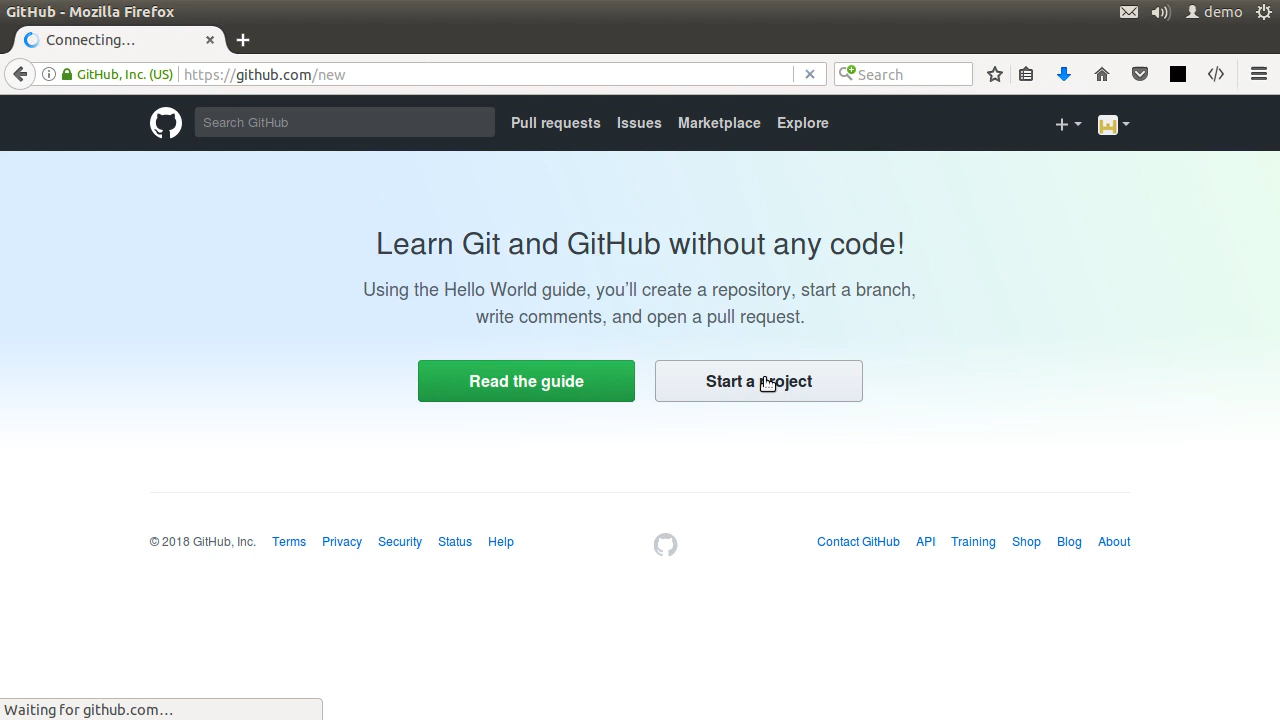 GitHub - Mozilla Firefox
demo
Connecting...
GitHub, Inc. (US)
https://github.com/new
Search
Search GitHub
Pull requests
Issues
Marketplace
Explore
Learn Git and GitHub without any code!
Using the Hello World guide, you’ll create a repository, start a branch,
write comments, and open a pull request.
Read the guide
Start a project
© 2018 GitHub, Inc.
Terms
Privacy
Security
Status
Help
Contact GitHub
API
Training
Shop
Blog
About
Waiting for github.com...